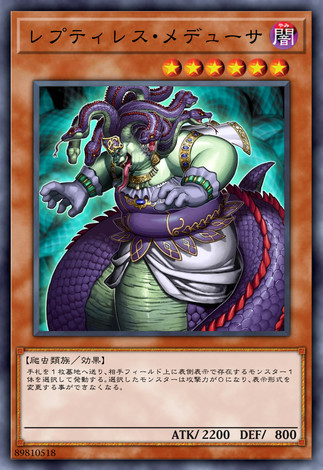 レプティレス・メデューサ
やみ
闇
【爬虫類族／効果】
手札を１枚墓地へ送り、相手フィールド上に表側表示で存在するモンスター１
体を選択して発動する。選択したモンスターは攻撃力が０になり、表示形式を
変更する事ができなくなる。
ATK/ 2200 DEF/ 800
89810518